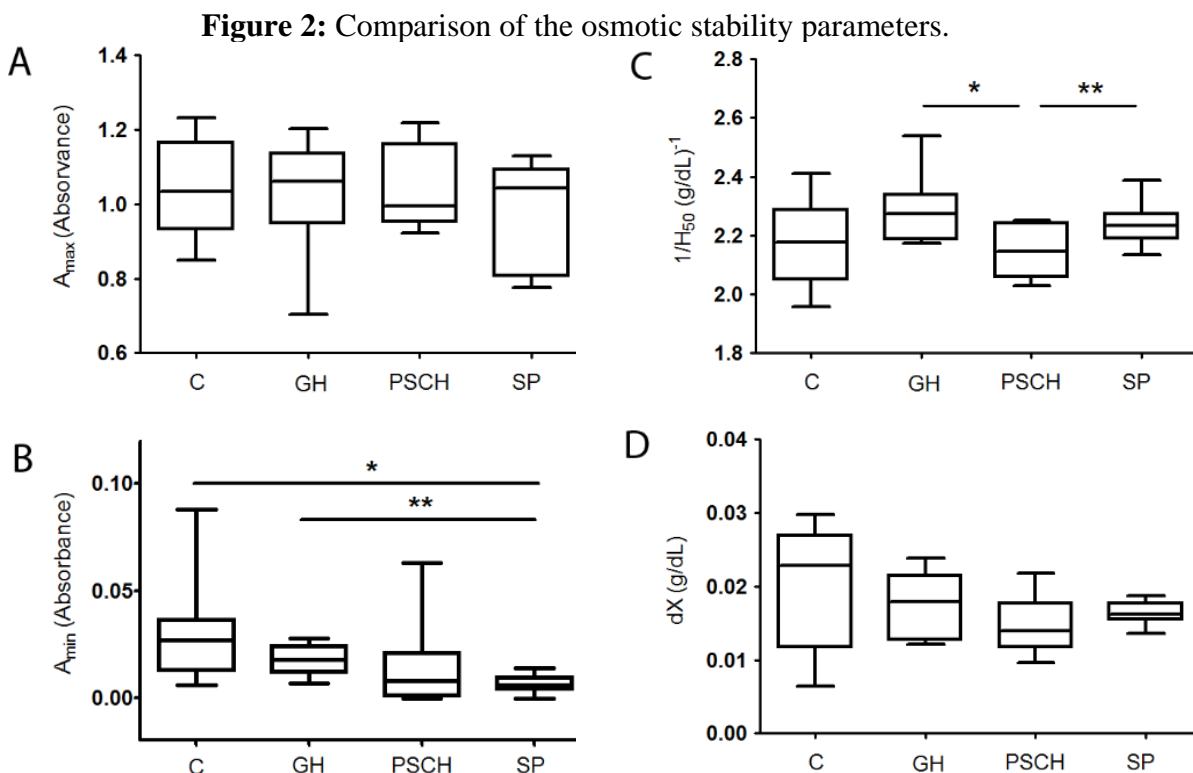 Figure 2: Comparison of the osmotic stability parameters.
A
A_max (Absorvance)
1.4
1.2
1.0
0.8
0.6
C GH PSCH SP
C
1/H_50 (g/dL)^-1
2.8
2.6
2.4
2.2
2.0
1.8
* **
C GH PSCH SP
B
A_min (Absorbance)
0.10
0.05
0.00
*
**
C GH PSCH SP
D
dX (g/dL)
0.04
0.03
0.02
0.01
0.00
C GH PSCH SP